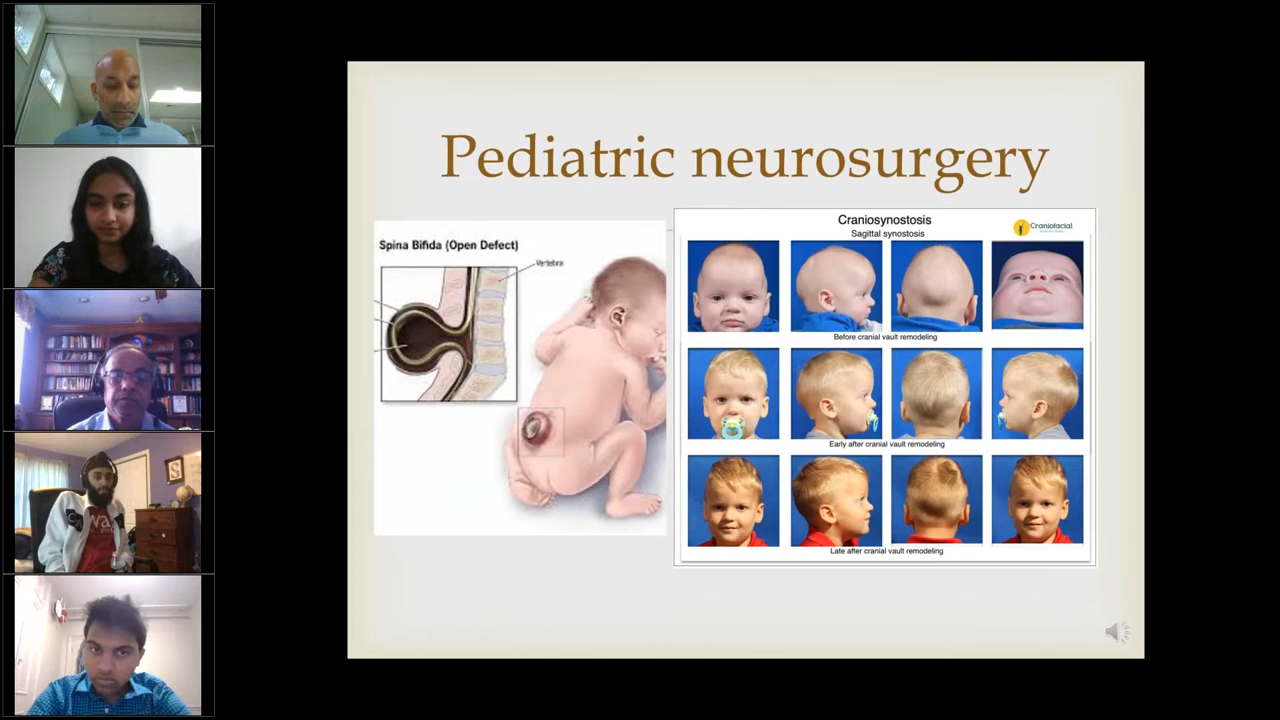 Pediatric neurosurgery
Spina Bifida (Open Defect)
Vertebra
Craniosynostosis
Sagittal synostosis
Craniofacial
Before cranial vault remodeling
Early after cranial vault remodeling
Late after cranial vault remodeling